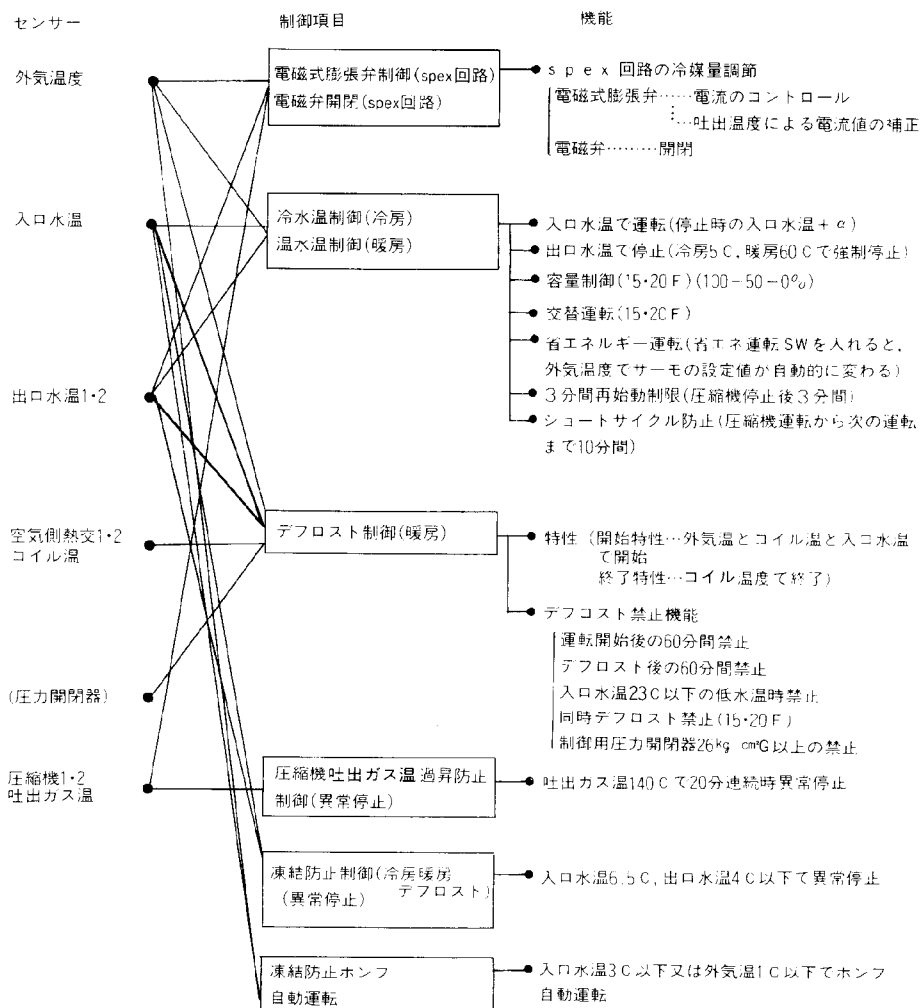 センサー
制御項目
機能
外気温度
電磁式膨張弁制御(spex回路)
電磁弁開閉(spex回路)
spex 回路の冷媒量調節
電磁式膨張弁……電流のコントロール
…吐出温度による電流値の補正
電磁弁………開閉
入口水温
冷水温制御(冷房)
温水温制御(暖房)
入口水温で運転(停止時の入口水温+α)
出口水温て停止(冷房5C,暖房60Cで強制停止)
容量制御(15・20F)(100-50-0%)
交替運転(15・20F)
省エネルギー運転(省エネ運転SWを入れると,
外気温度でサーモの設定値か自動的に変わる)
3分間再始動制限(圧縮機停止後3分間)
ショートサイクル防止(圧縮機運転から次の運転
まで10分間)
出口水温1・2
空気側熱交1・2
コイル温
デフロスト制御(暖房)
特性(開始特性…外気温とコイル温と入口水温
て開始
終了特性…コイル温度て終了)
デフロスト禁止機能
運転開始後の60分間禁止
デフロスト後の60分間禁止
入口水温23C以下の低水温時禁止
同時デフロスト禁止(15・20F)
制御用圧力開閉器26kg cm²G以上の禁止
(圧力開閉器)
圧縮機1・2
吐出ガス温
圧縮機吐出ガス温過昇防止
制御(異常停止)
吐出ガス温140Cで20分連続時異常停止
凍結防止制御(冷房暖房
(異常停止) デフロスト)
入口水温6.5C,出口水温4C以下て異常停止
凍結防止ホンフ
自動運転
入口水温3C以下又は外気温1C以下でホンフ
自動運転